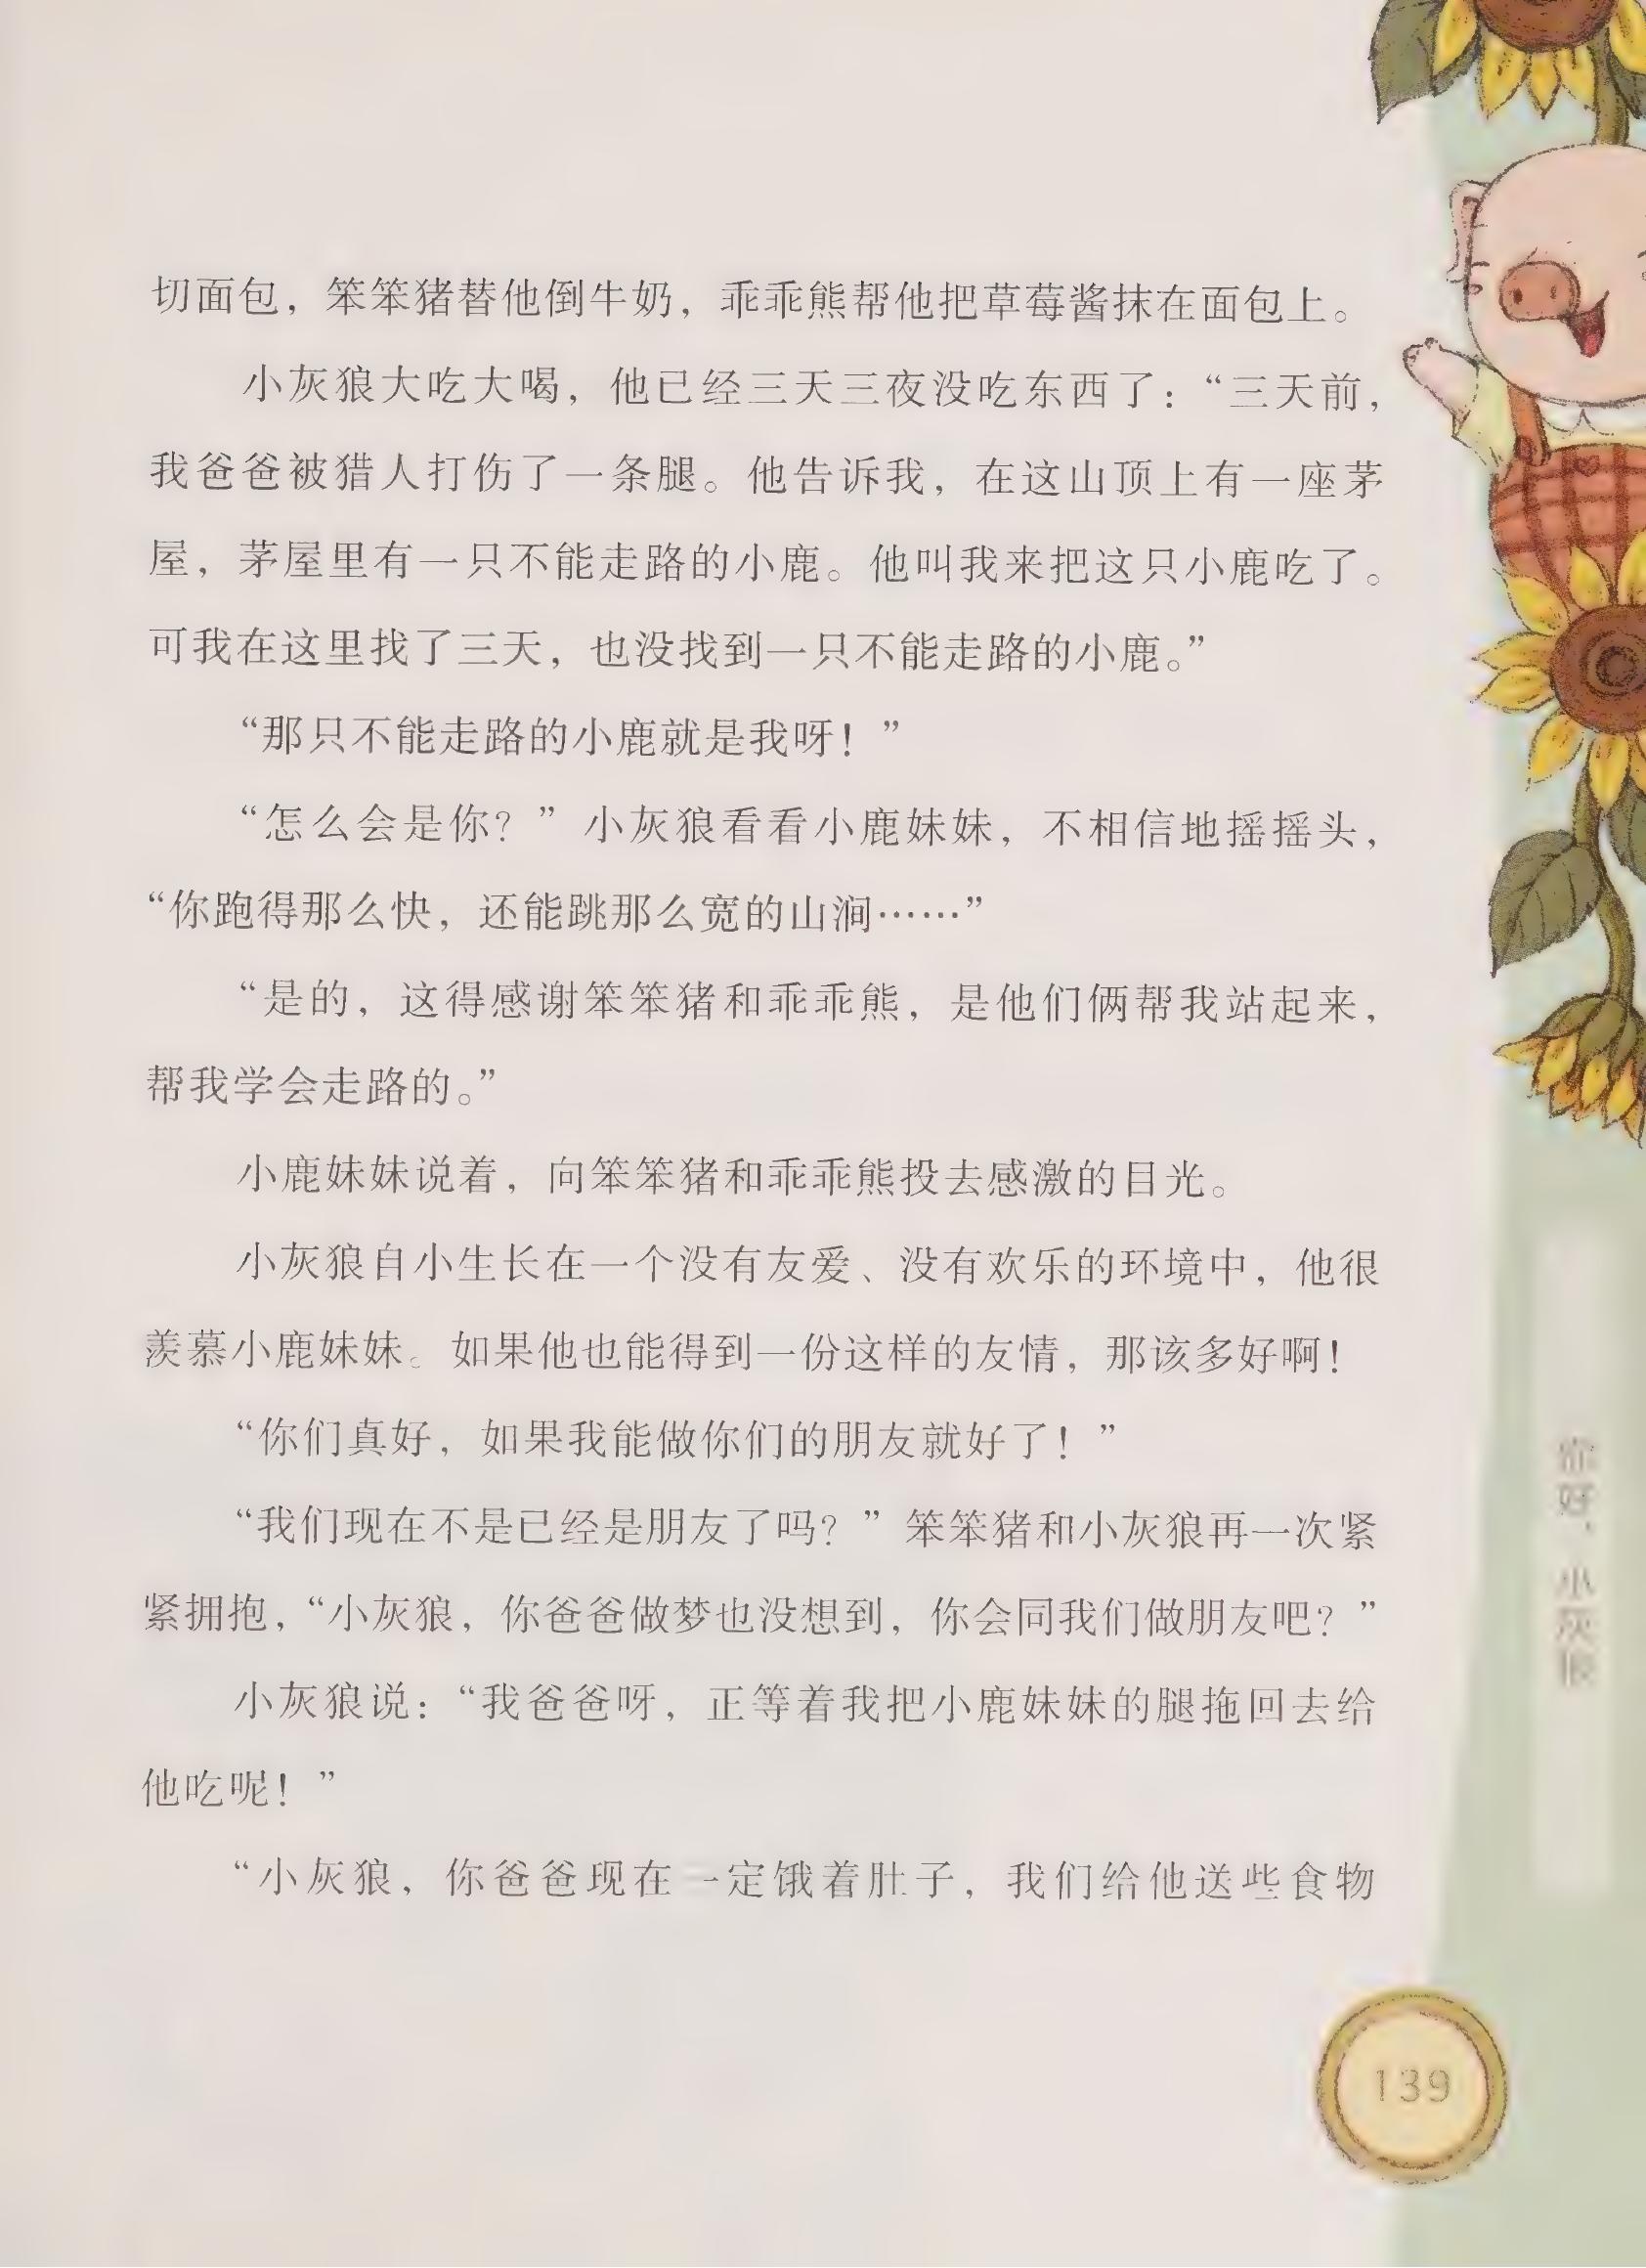 切面包，笨笨猪替他倒牛奶，乖乖熊帮他把草莓酱抹在面包上。
小灰狼大吃大喝，他已经三天三夜没吃东西了：“三天前，
我爸爸被猎人打伤了一条腿。他告诉我，在这山顶上有一座茅
屋，茅屋里有一只不能走路的小鹿。他叫我来把这只小鹿吃了。
可我在这里找了三天，也没找到一只不能走路的小鹿。”
“那只不能走路的小鹿就是我呀！”
“怎么会是你？”小灰狼看看小鹿妹妹，不相信地摇摇头，
“你跑得那么快，还能跳那么宽的山涧……”
“是的，这得感谢笨笨猪和乖乖熊，是他们俩帮我站起来，
帮我学会走路的。”
小鹿妹妹说着，向笨笨猪和乖乖熊投去感激的目光。
小灰狼自小生长在一个没有友爱、没有欢乐的环境中，他很
羡慕小鹿妹妹。如果他也能得到一份这样的友情，那该多好啊！
“你们真好，如果我能做你们的朋友就好了！”
“我们现在不是已经是朋友了吗？”笨笨猪和小灰狼再一次紧
紧拥抱，“小灰狼，你爸爸做梦也没想到，你会同我们做朋友吧？”
小灰狼说：“我爸爸呀，正等着我把小鹿妹妹的腿拖回去给
他吃呢！”
“小灰狼，你爸爸现在一定饿着肚子，我们给他送些食物
好，小灰狼
139